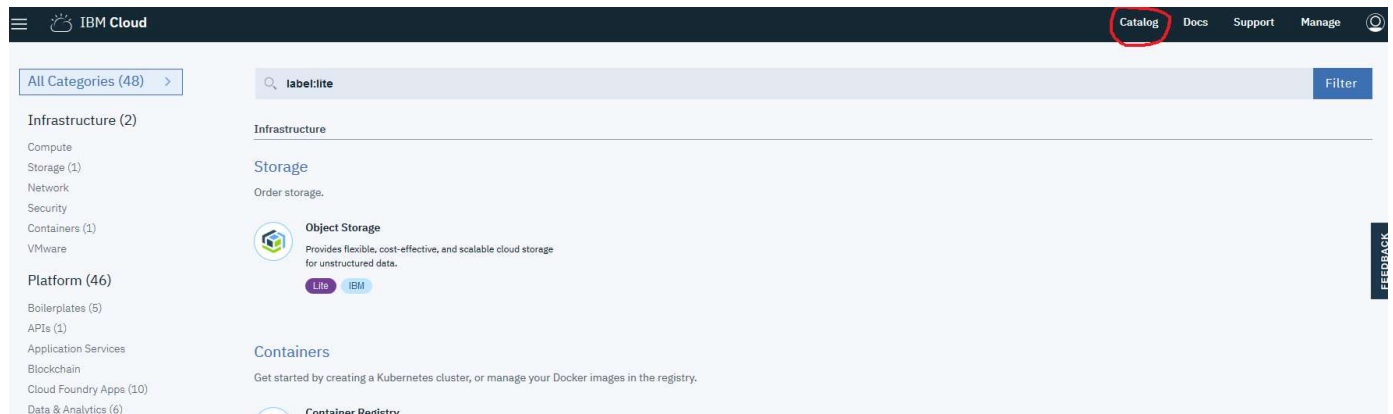 IBM Cloud
Catalog
Docs
Support
Manage
All Categories (48) >
Infrastructure (2)
Compute
Storage (1)
Network
Security
Containers (1)
VMware
Platform (46)
Boilerplates (5)
APIs (1)
Application Services
Blockchain
Cloud Foundry Apps (10)
Data & Analytics (6)
label:lite
Filter
Infrastructure
Storage
Order storage.
Object Storage
Provides flexible, cost-effective, and scalable cloud storage
for unstructured data.
Lite
IBM
Containers
Get started by creating a Kubernetes cluster, or manage your Docker images in the registry.
Container Registry
FEEDBACK